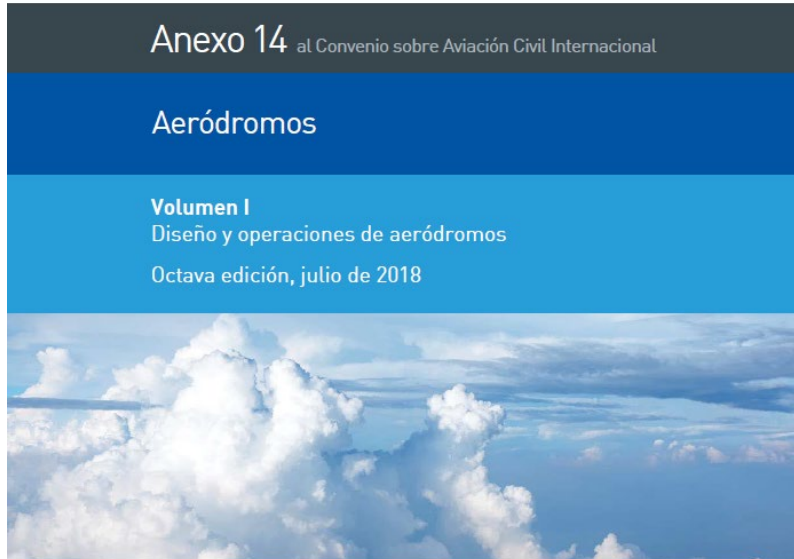 Anexo 14 al Convenio sobre Aviación Civil Internacional
Aeródromos
Volumen I
Diseño y operaciones de aeródromos
Octava edición, julio de 2018